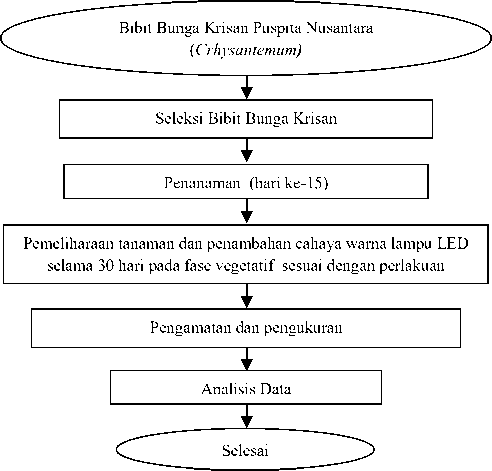 Bibit Bunga Krisan Puspita Nusantara
(Crhysantemum)
Seleksi Bibit Bunga Krisan
Penanaman (hari ke-15)
Pemeliharaan tanaman dan penambahan cahaya warna lampu LED
selama 30 hari pada fase vegetatif sesuai dengan perlakuan
Pengamatan dan pengukuran
Analisis Data
Selesai